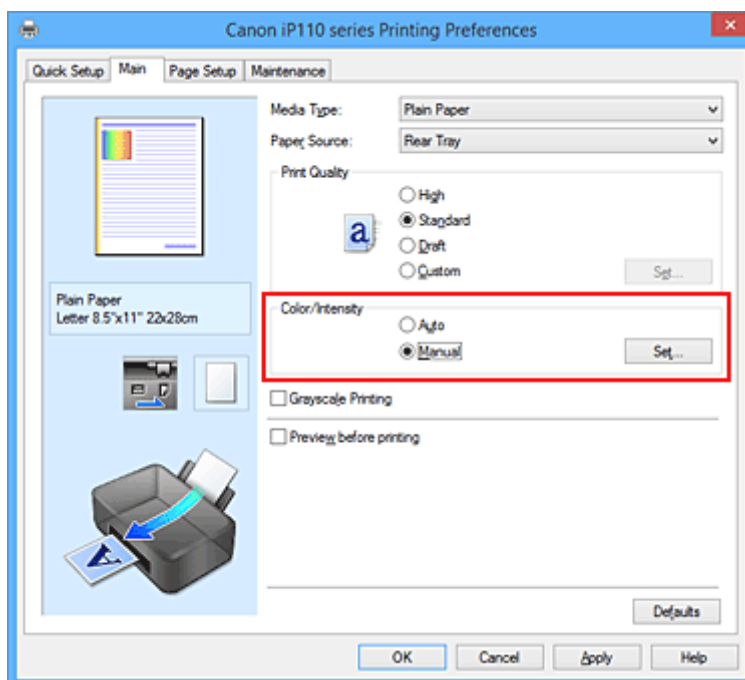 Canon iP110 series Printing Preferences
Quick Setup Main Page Setup Maintenance
Media Type: Plain Paper
Paper Source: Rear Tray
Print Quality
High
a Standard
Draft
Custom Set...
Plain Paper
Letter 8.5"x11" 22x28cm
Color/Intensity
Auto
Manual Set...
Grayscale Printing
Preview before printing
A
Defaults
OK Cancel Apply Help